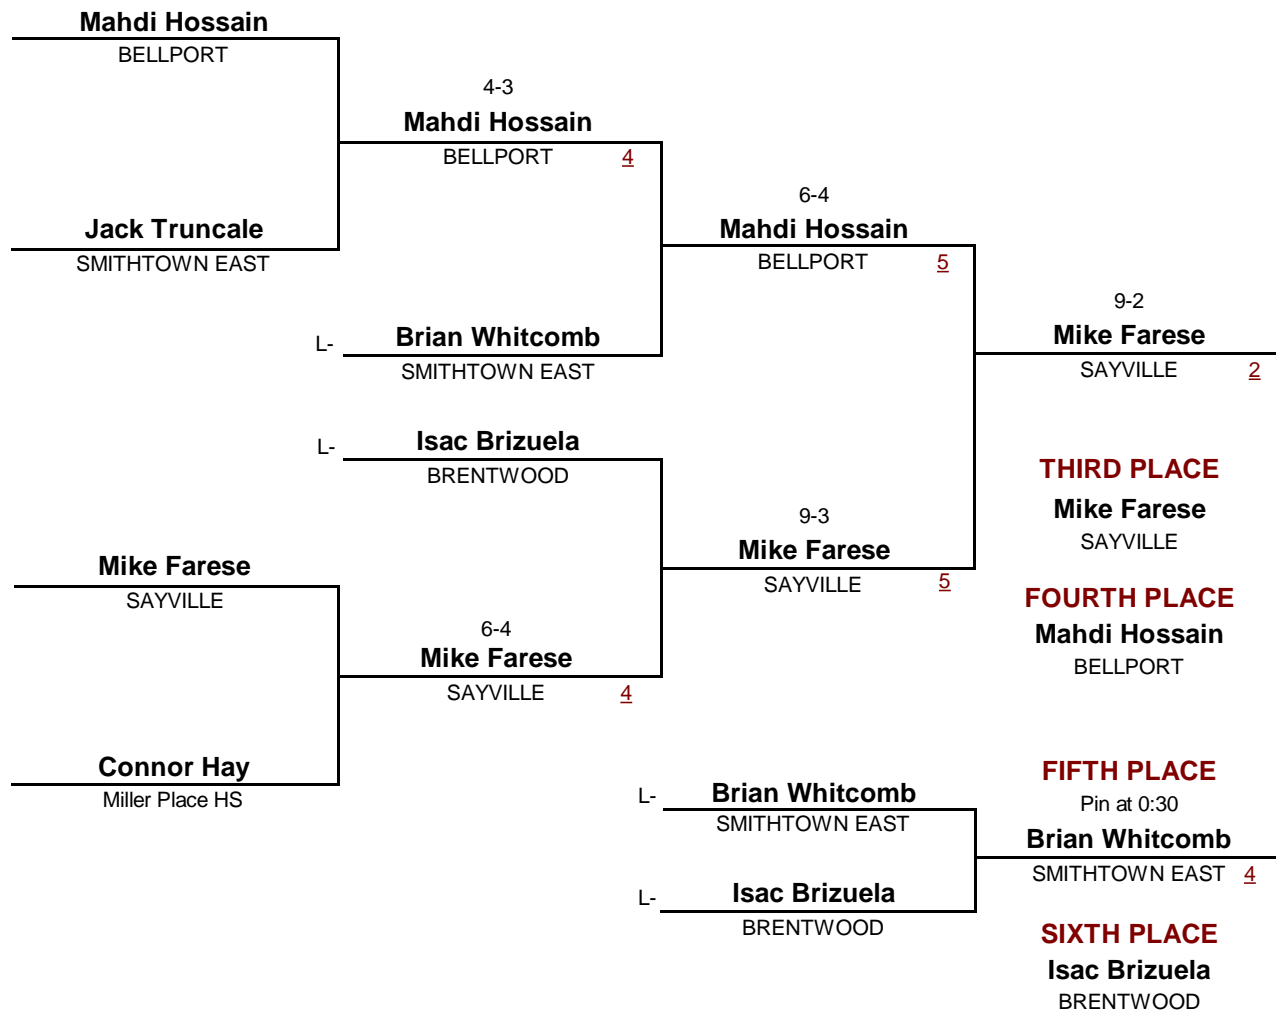 Mahdi Hossain
BELLPORT
4-3
Mahdi Hossain
BELLPORT 4
Jack Truncale
SMITHTOWN EAST
6-4
Mahdi Hossain
BELLPORT 5
L- Brian Whitcomb
SMITHTOWN EAST
9-2
Mike Farese
SAYVILLE 2
L- Isac Brizuela
BRENTWOOD
THIRD PLACE
Mike Farese
SAYVILLE
9-3
Mike Farese
SAYVILLE 5
Mike Farese
SAYVILLE
FOURTH PLACE
Mahdi Hossain
BELLPORT
6-4
Mike Farese
SAYVILLE 4
Connor Hay
Miller Place HS
FIFTH PLACE
L- Brian Whitcomb
SMITHTOWN EAST
Pin at 0:30
Brian Whitcomb
SMITHTOWN EAST 4
L- Isac Brizuela
BRENTWOOD
SIXTH PLACE
Isac Brizuela
BRENTWOOD